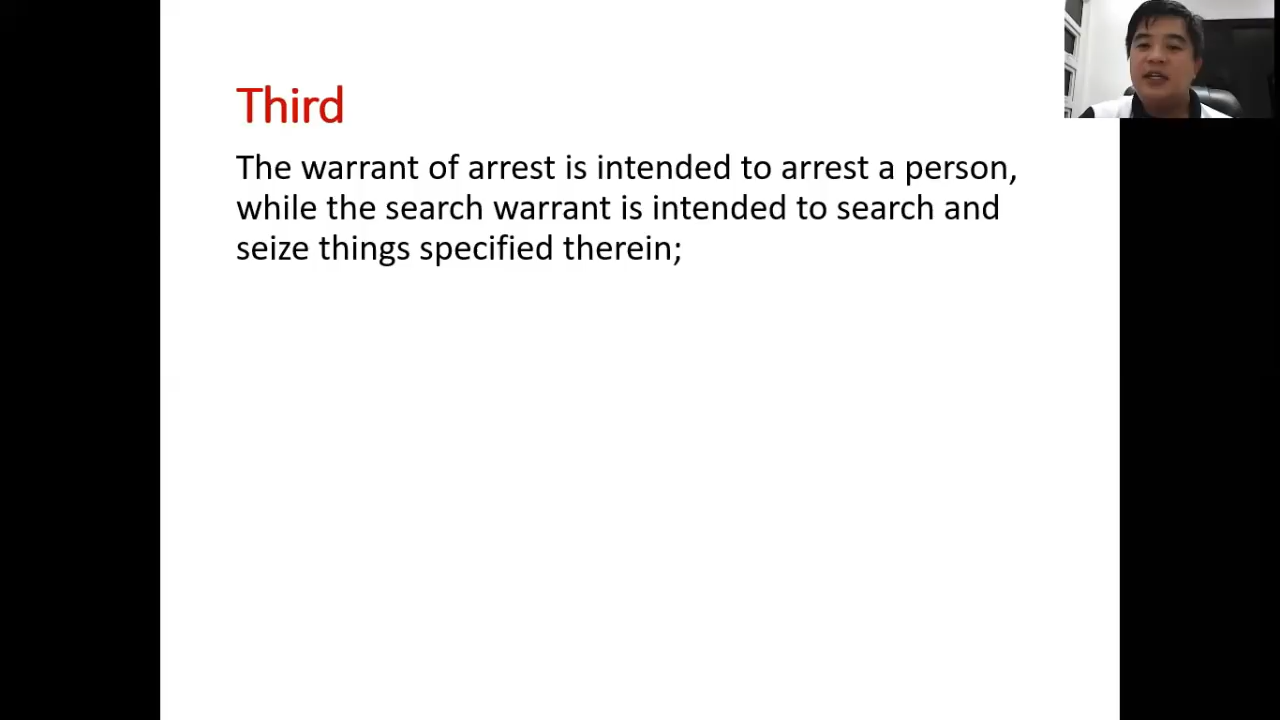 Third
The warrant of arrest is intended to arrest a person,
while the search warrant is intended to search and
seize things specified therein;